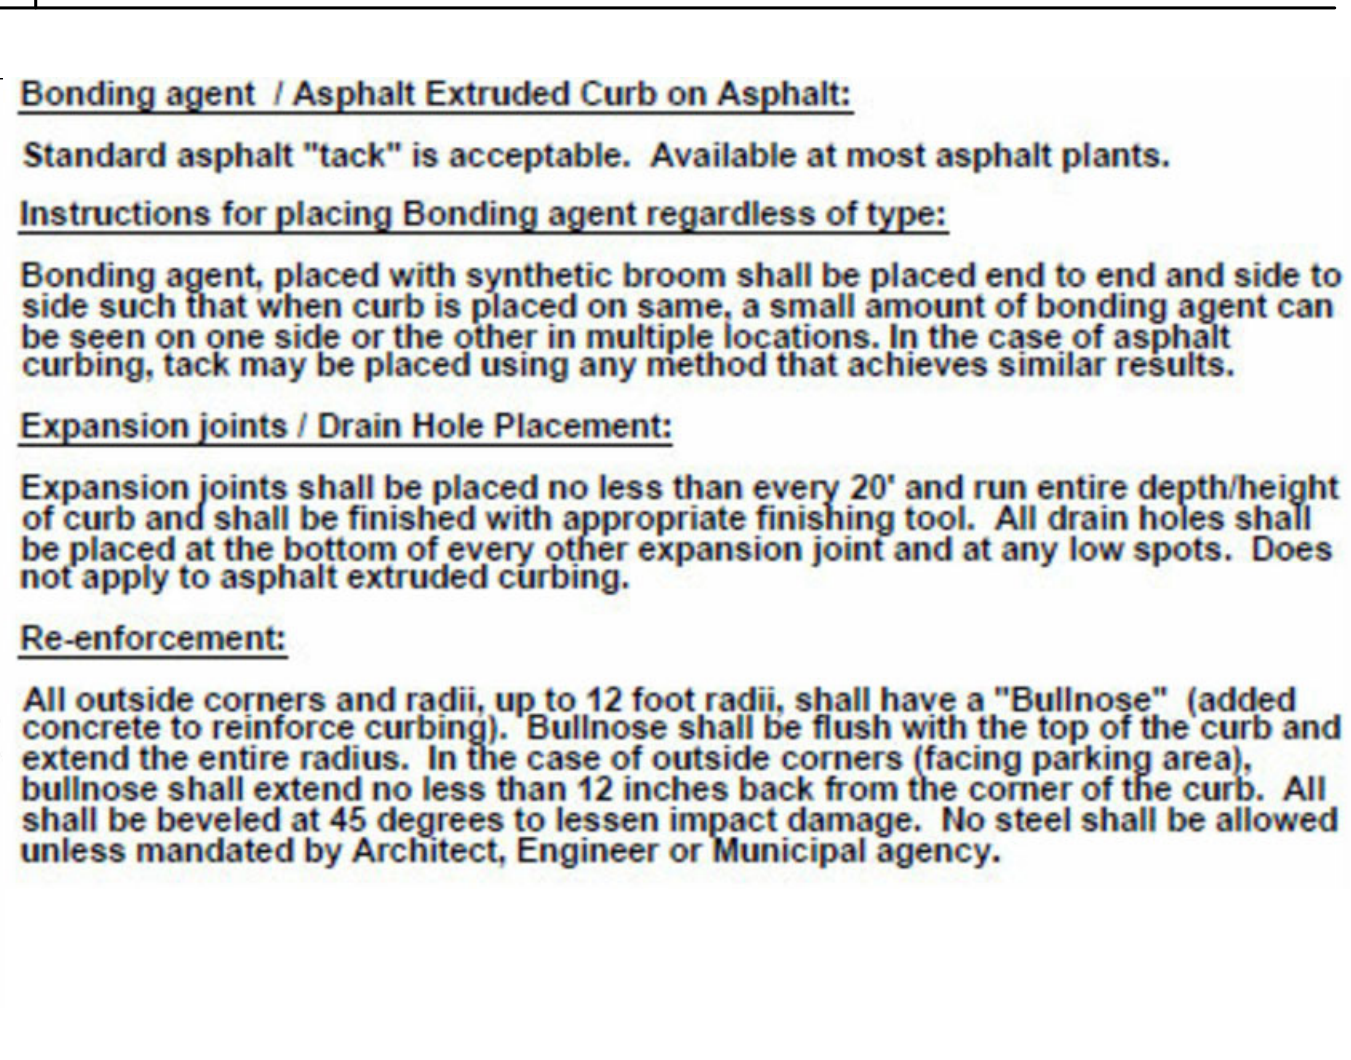 Bonding agent  / Asphalt Extruded Curb on Asphalt:
Standard asphalt "tack" is acceptable.  Available at most asphalt plants.
Instructions for placing Bonding agent regardless of type:
Bonding agent, placed with synthetic broom shall be placed end to end and side to
side such that when curb is placed on same, a small amount of bonding agent can
be seen on one side or the other in multiple locations. In the case of asphalt
curbing, tack may be placed using any method that achieves similar results.
Expansion joints / Drain Hole Placement:
Expansion joints shall be placed no less than every 20' and run entire depth/height
of curb and shall be finished with appropriate finishing tool.  All drain holes shall
be placed at the bottom of every other expansion joint and at any low spots.  Does
not apply to asphalt extruded curbing.
Re-enforcement:
All outside corners and radii, up to 12 foot radii, shall have a "Bullnose"  (added
concrete to reinforce curbing).  Bullnose shall be flush with the top of the curb and
extend the entire radius.  In the case of outside corners (facing parking area),
bullnose shall extend no less than 12 inches back from the corner of the curb.  All
shall be beveled at 45 degrees to lessen impact damage.  No steel shall be allowed
unless mandated by Architect, Engineer or Municipal agency.